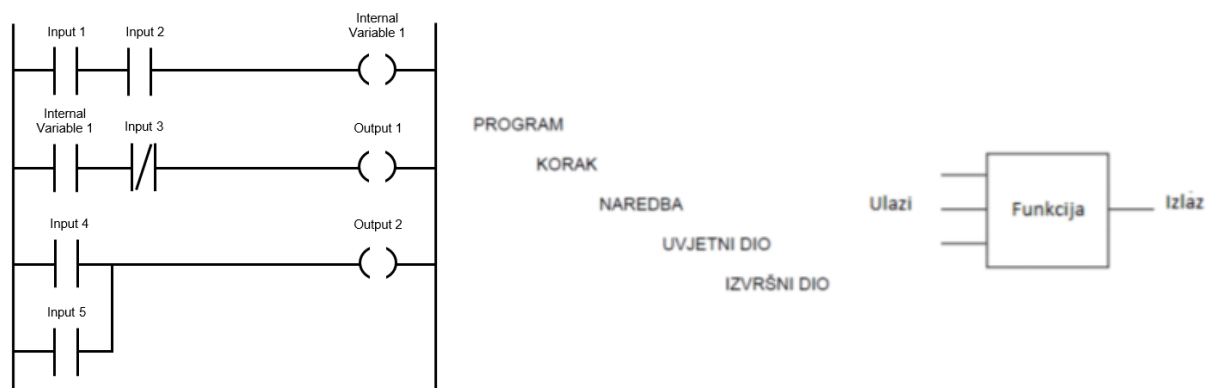 Input 1
Input 2
Internal
Variable 1
Internal
Variable 1
Input 3
Output 1
Input 4
Output 2
Input 5
PROGRAM
KORAK
NAREDBA
UVJETNI DIO
IZVRŠNI DIO
Ulazi
Funkcija
Izlaz